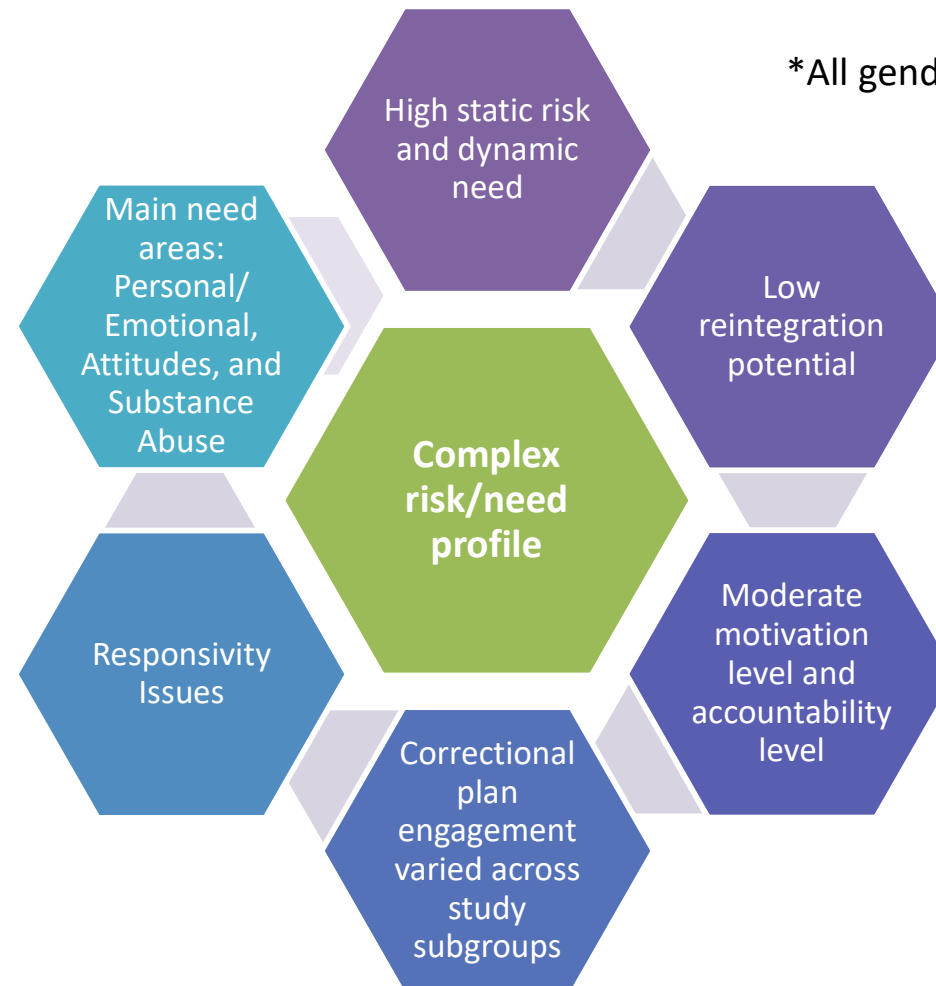 *All gend
High static risk
and dynamic
need
Low
reintegration
potential
Moderate
motivation
level and
accountability
level
Correctional
plan
engagement
varied across
study
subgroups
Responsivity
Issues
Main need
areas:
Personal/
Emotional,
Attitudes, and
Substance
Abuse
Complex
risk/need
profile